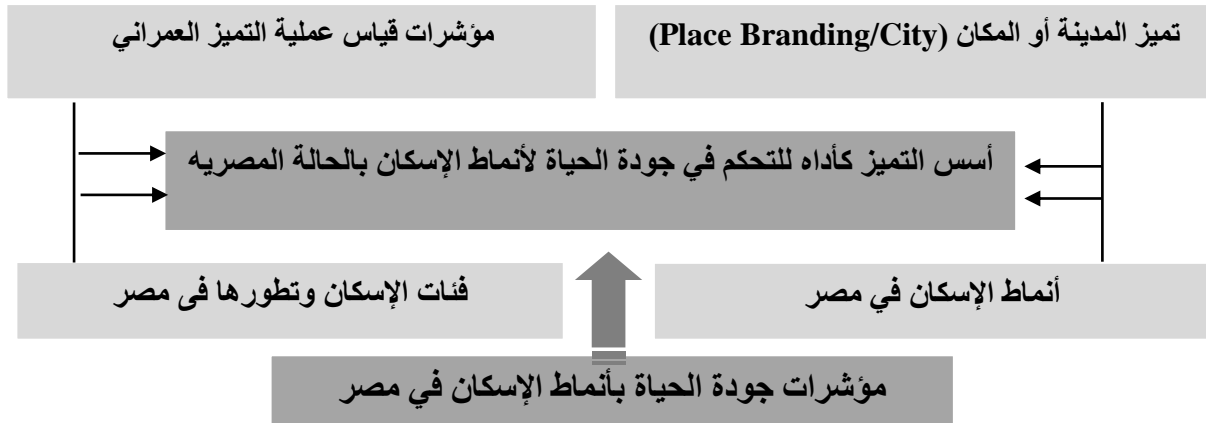 تميز المدينة أو المكان (Place Branding/City)
مؤشرات قياس عملية التميز العمراني
أسس التميز كأداه للتحكم في جودة الحياة لأنماط الإسكان بالحالة المصريه
أنماط الإسكان في مصر
فئات الإسكان وتطورها فى مصر
مؤشرات جودة الحياة بأنماط الإسكان في مصر